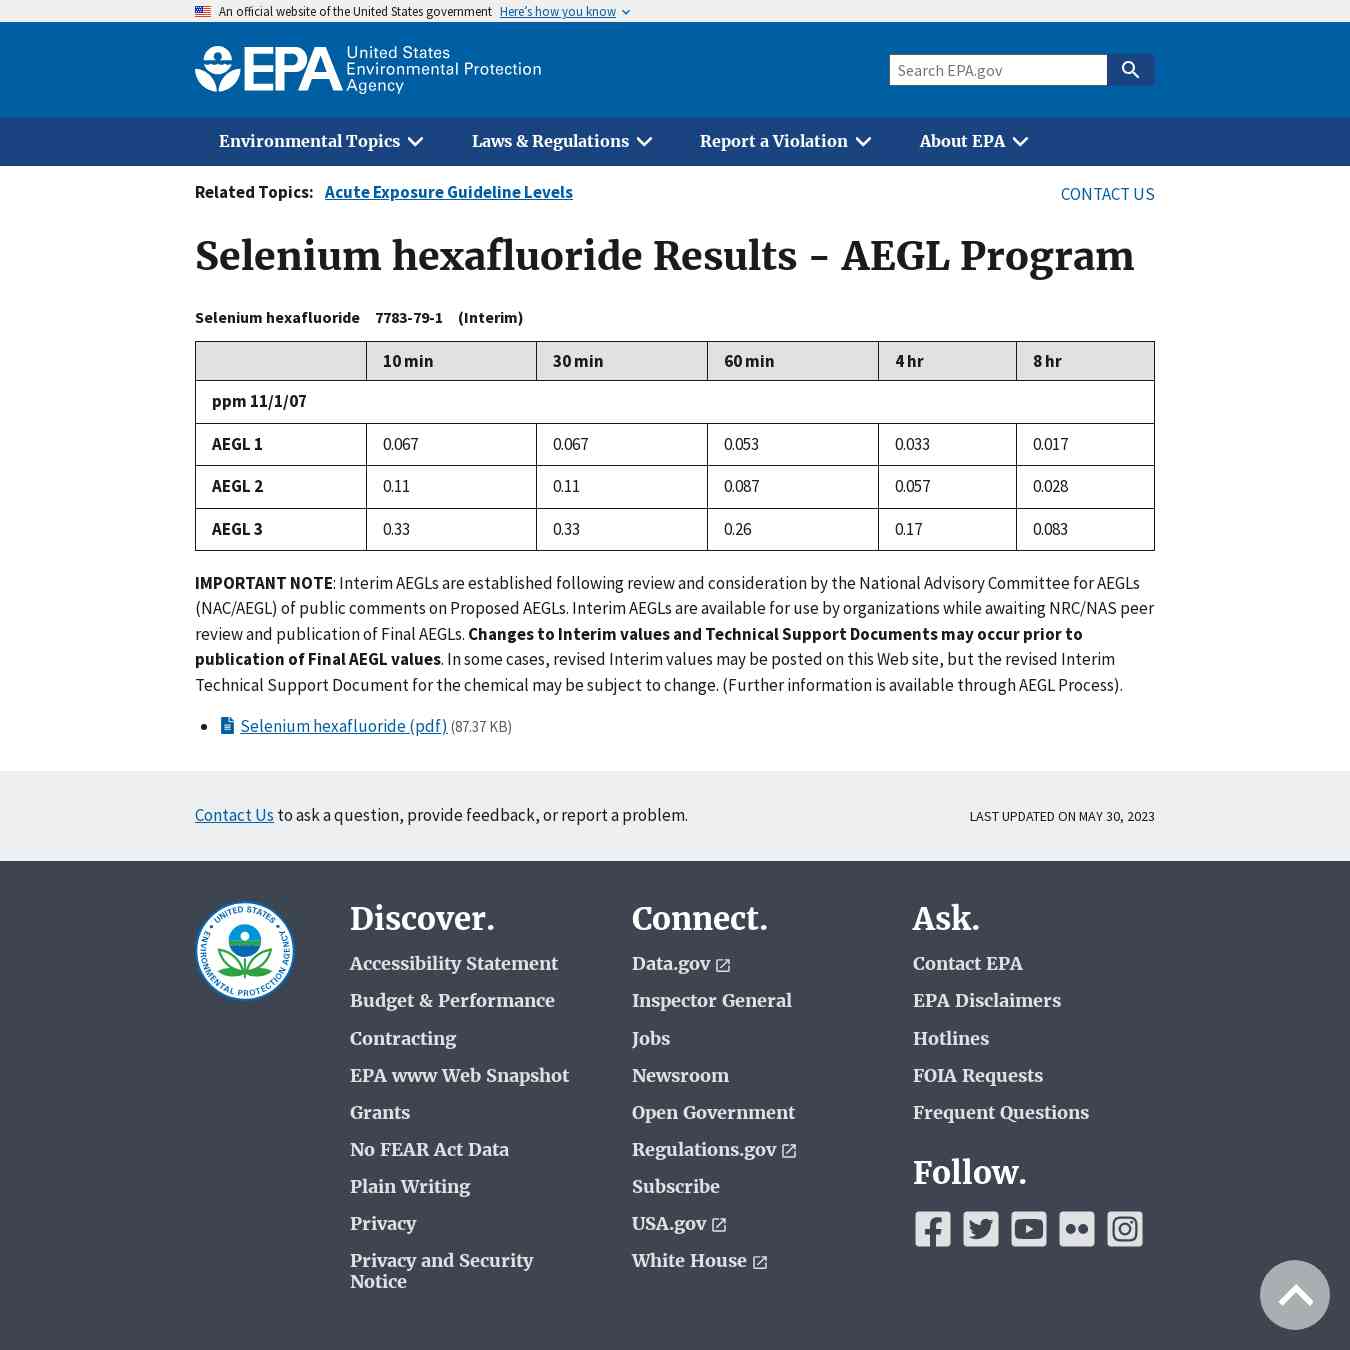 An official website of the United States government Here's how you know
EPA United States
Environmental Protection
Agency
Search EPA.gov
Environmental Topics Laws & Regulations Report a Violation About EPA
Related Topics: Acute Exposure Guideline Levels CONTACT US
Selenium hexafluoride Results - AEGL Program
Selenium hexafluoride 7783-79-1 (Interim)
10 min 30 min 60 min 4 hr 8 hr
ppm 11/1/07
AEGL 1 0.067 0.067 0.053 0.033 0.017
AEGL 2 0.11 0.11 0.087 0.057 0.028
AEGL 3 0.33 0.33 0.26 0.17 0.083
IMPORTANT NOTE: Interim AEGLs are established following review and consideration by the National Advisory Committee for AEGLs
(NAC/AEGL) of public comments on Proposed AEGLs. Interim AEGLs are available for use by organizations while awaiting NRC/NAS peer
review and publication of Final AEGLs. Changes to Interim values and Technical Support Documents may occur prior to
publication of Final AEGL values. In some cases, revised Interim values may be posted on this Web site, but the revised Interim
Technical Support Document for the chemical may be subject to change. (Further information is available through AEGL Process).
Selenium hexafluoride (pdf) (87.37 KB)
Contact Us to ask a question, provide feedback, or report a problem. LAST UPDATED ON MAY 30, 2023
UNITED STATES
ENVIRONMENTAL PROTECTION AGENCY
Discover.
Accessibility Statement
Budget & Performance
Contracting
EPA www Web Snapshot
Grants
No FEAR Act Data
Plain Writing
Privacy
Privacy and Security
Notice
Connect.
Data.gov
Inspector General
Jobs
Newsroom
Open Government
Regulations.gov
Subscribe
USA.gov
White House
Ask.
Contact EPA
EPA Disclaimers
Hotlines
FOIA Requests
Frequent Questions
Follow.